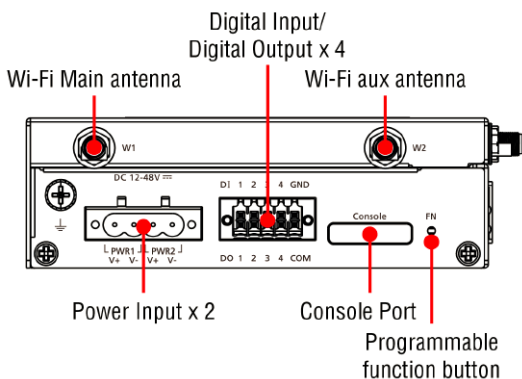 Digital Input/
Digital Output x 4
Wi-Fi Main antenna
Wi-Fi aux antenna
W1
W2
DC 12-48V
DI 1 2 3 4 GND
Console
FN
PWR1
PWR2
V+ V- V+ V-
DO 1 2 3 4 COM
Power Input x 2
Console Port
Programmable
function button